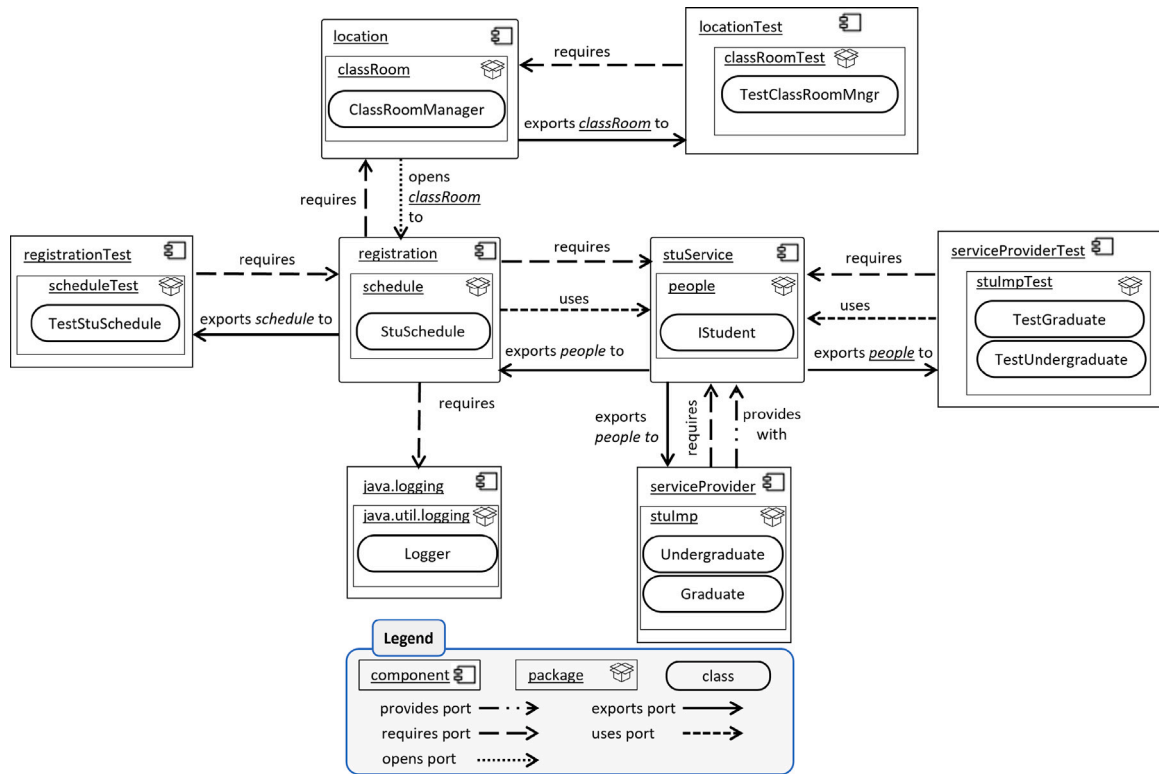 location
classRoom
ClassRoomManager
requires
locationTest
classRoomTest
TestClassRoomMngr
exports classRoom to
requires
opens
classRoom
to
registrationTest
scheduleTest
TestStuSchedule
requires
exports schedule to
registration
schedule
StuSchedule
requires
uses
exports people to
stuService
people
IStudent
requires
uses
exports people to
serviceProviderTest
stuImpTest
TestGraduate
TestUndergraduate
requires
exports
people to
requires
provides
with
java.logging
java.util.logging
Logger
serviceProvider
stuImp
Undergraduate
Graduate
Legend
component
package
class
provides port
exports port
requires port
uses port
opens port